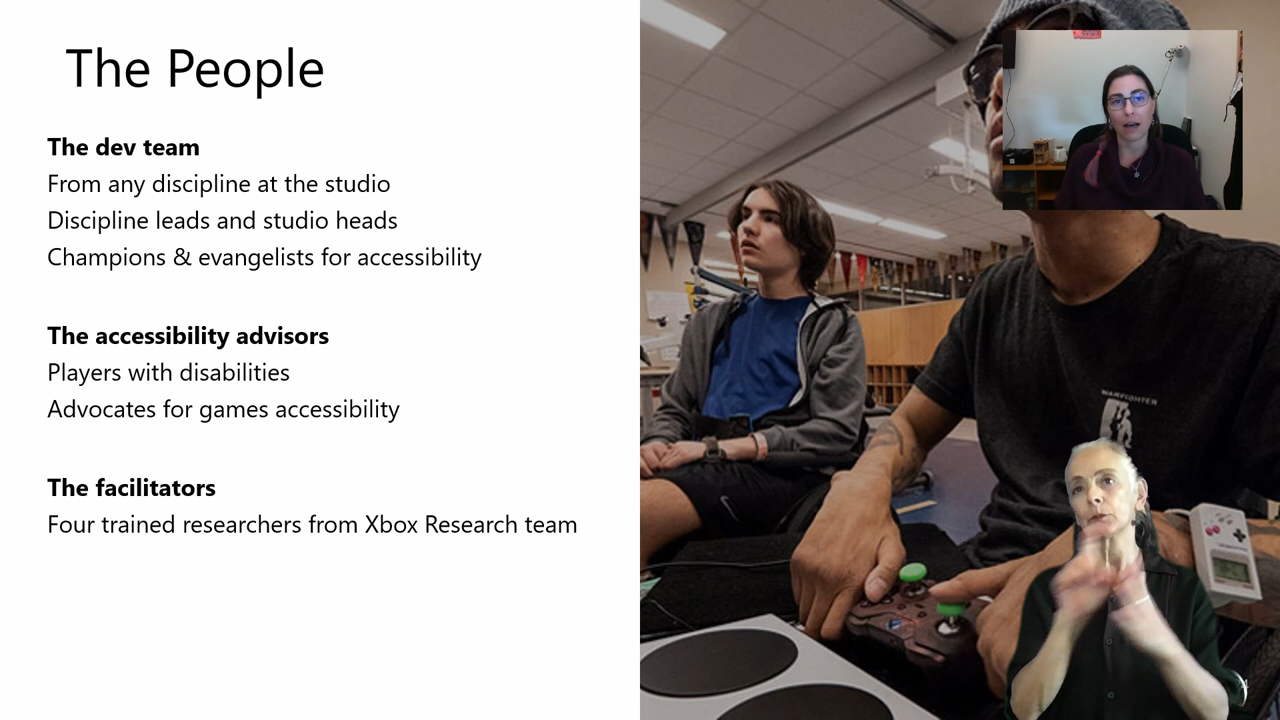 The People
The dev team
From any discipline at the studio
Discipline leads and studio heads
Champions & evangelists for accessibility
The accessibility advisors
Players with disabilities
Advocates for games accessibility
The facilitators
Four trained researchers from Xbox Research team
WARFIGHTER